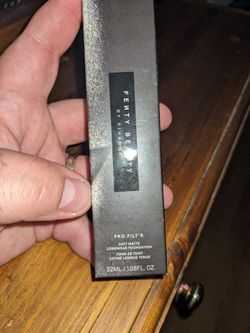 FENTY BEAUTY
BY RIHANNA
PRO FILT'R
SOFT MATTE
LONGWEAR FOUNDATION
FOND DE TEINT
SATINÉ LONGUE TENUE
32ML / 1.08FL. OZ.